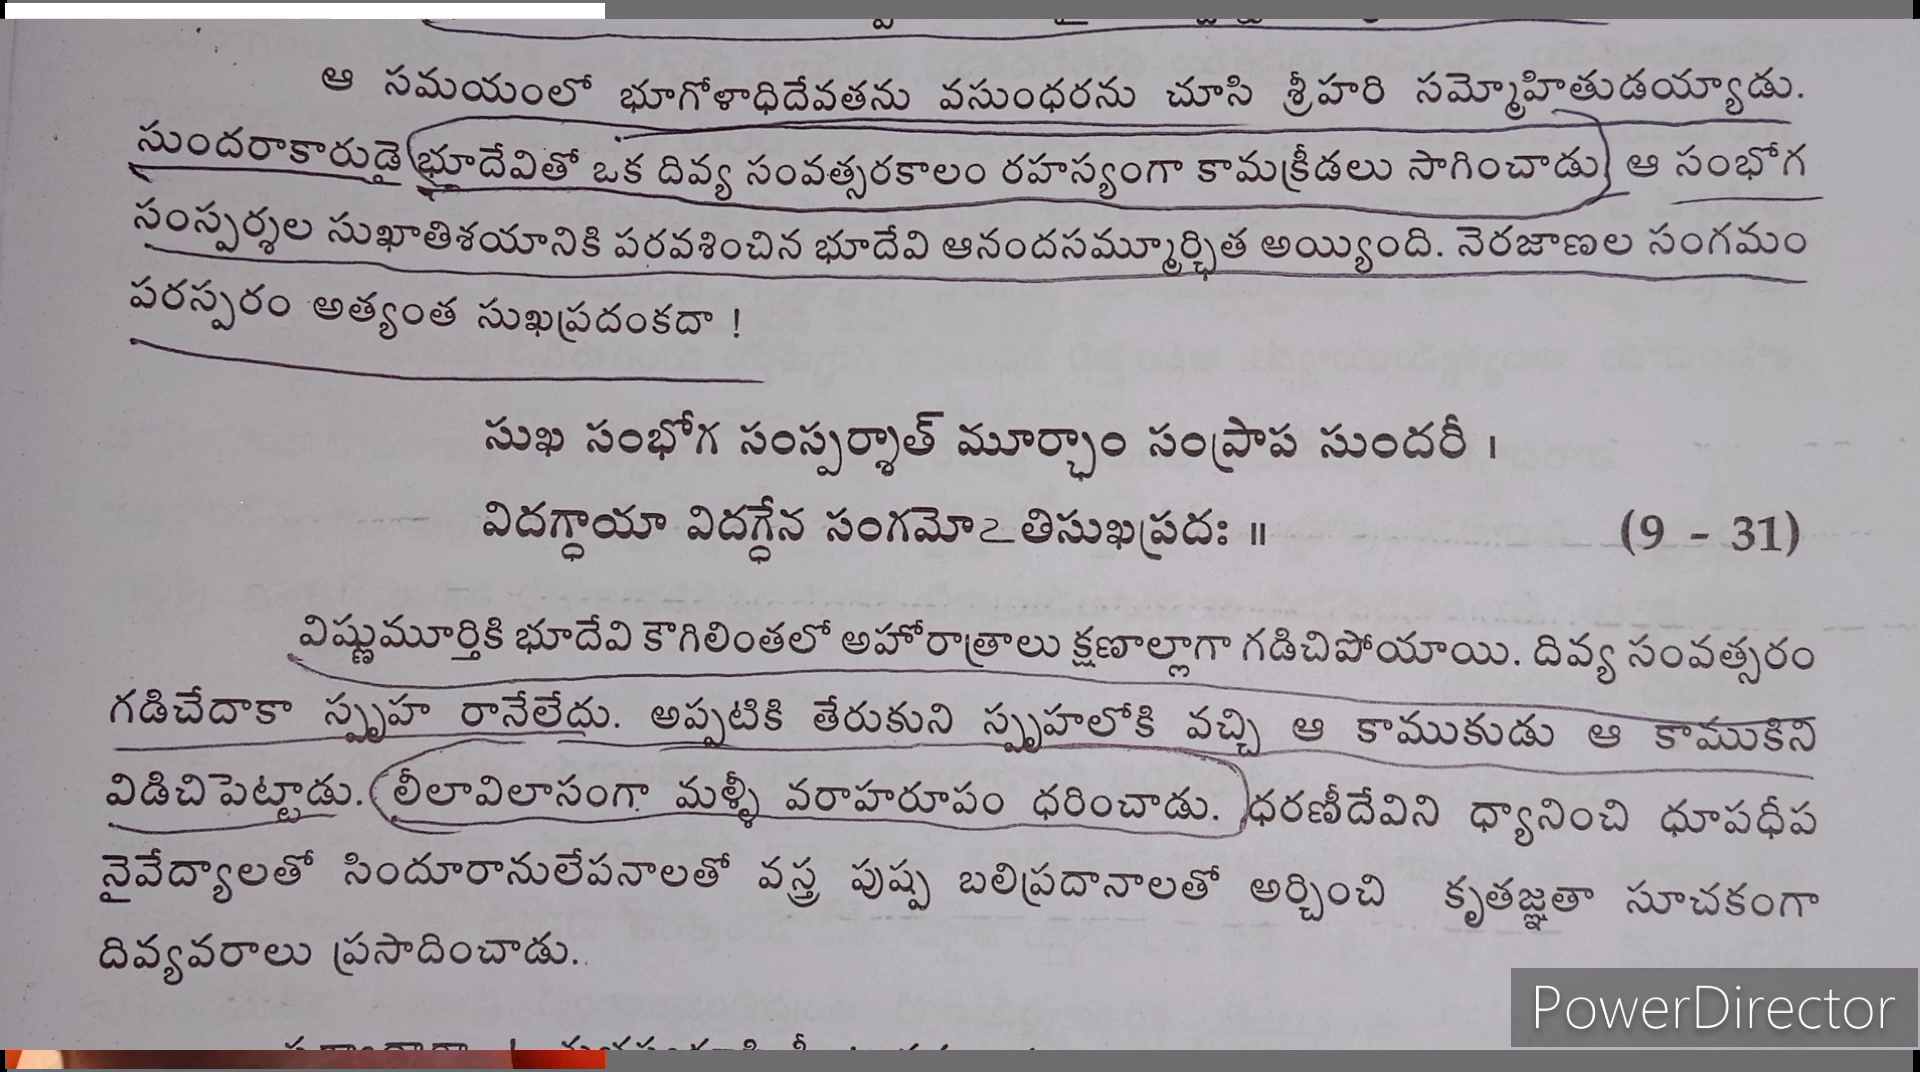 ఆ సమయంలో భూగోళాధిదేవతను వసుంధరను చూసి శ్రీహరి సమ్మోహితుడయ్యాడు.
సుందరాకారుడై భూదేవితో ఒక దివ్య సంవత్సరకాలం రహస్యంగా కామక్రీడలు సాగించాడు ఆ సంభోగ
సంస్పర్శల సుఖాతిశయానికి పరవశించిన భూదేవి ఆనందసమ్మూర్ఛిత అయ్యింది. నెరజాణల సంగమం
పరస్పరం అత్యంత సుఖప్రదంకదా !
సుఖ సంభోగ సంస్పర్శాత్ మూర్ఛాం సంప్రాప సుందరీ ।
విదగ్ధాయా విదగ్ధేన సంగమోఽతిసుఖప్రదః ॥ (9 - 31)
విష్ణుమూర్తికి భూదేవి కౌగిలింతలో అహోరాత్రాలు క్షణాల్లాగా గడిచిపోయాయి. దివ్య సంవత్సరం
గడిచేదాకా స్పృహ రానేలేదు. అప్పటికి తేరుకుని స్పృహలోకి వచ్చి ఆ కాముకుడు ఆ కాముకిని
విడిచిపెట్టాడు. లీలావిలాసంగా మళ్ళీ వరాహరూపం ధరించాడు. ధరణీదేవిని ధ్యానించి ధూపధీప
నైవేద్యాలతో సిందూరానులేపనాలతో వస్త్ర పుష్ప బలిప్రదానాలతో అర్చించి కృతజ్ఞతా సూచకంగా
దివ్యవరాలు ప్రసాదించాడు.
PowerDirector